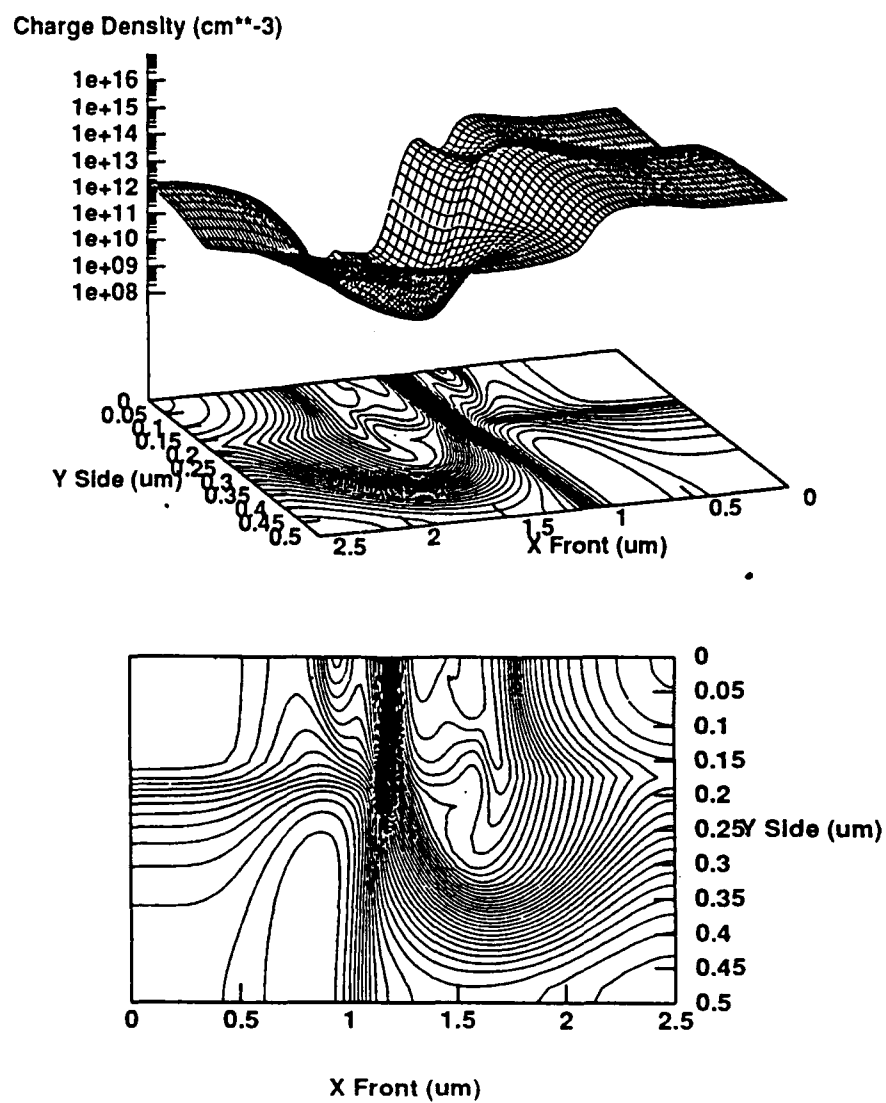 Charge Density (cm**-3)
1e+16
1e+15
1e+14
1e+13
1e+12
1e+11
1e+10
1e+09
1e+08
0
0.05
0.1
0.15
0.2
0.25
0.3
0.35
0.4
0.45
0.5
Y Side (um)
2.5
2
1.5
1
0.5
0
X Front (um)
0
0.05
0.1
0.15
0.2
0.25
0.3
0.35
0.4
0.45
0.5
Y Side (um)
0
0.5
1
1.5
2
2.5
X Front (um)